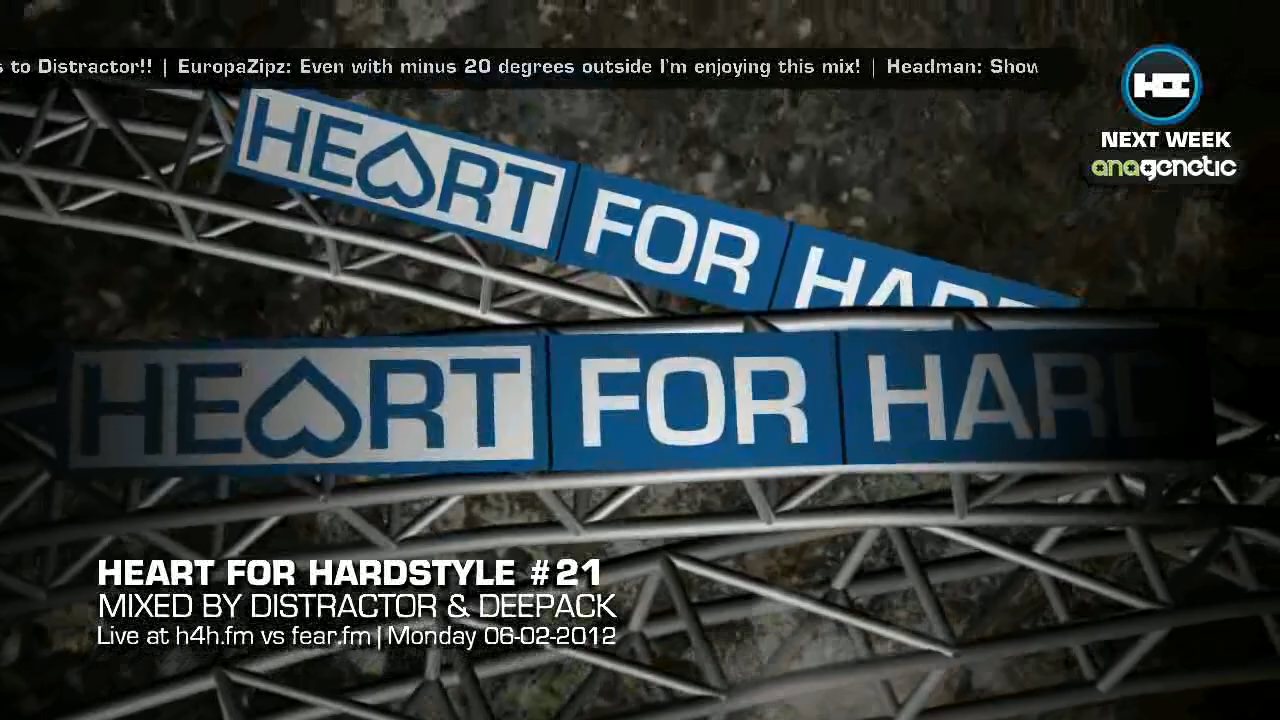 s to Distractor!! | EuropaZipz: Even with minus 20 degrees outside I'm enjoying this mix! | Headman: Show
NEXT WEEK
anagenetic
HEART FOR HARD
HEART FOR HARD
HEART FOR HARDSTYLE #21
MIXED BY DISTRACTOR & DEEPACK
Live at h4h.fm vs fear.fm | Monday 06-02-2012